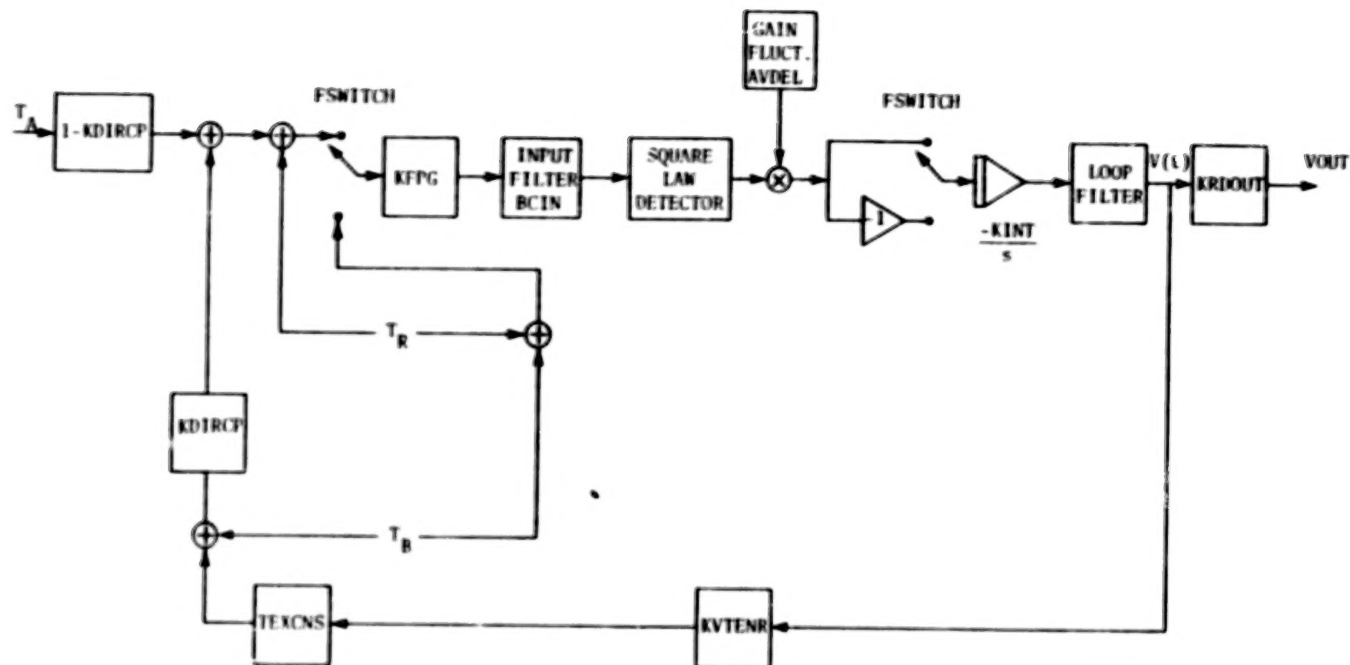 GAIN
FLUCT.
AVDEL
FSWITCH
FSWITCH
T_A
1-KDIRCP
KFPG
INPUT
FILTER
BCIN
SQUARE
LAW
DETECTOR
-1
-KINT
s
LOOP
FILTER
V(t)
KRDOUT
VOUT
T_R
KDIRCP
T_B
TEXCNS
KVTENR